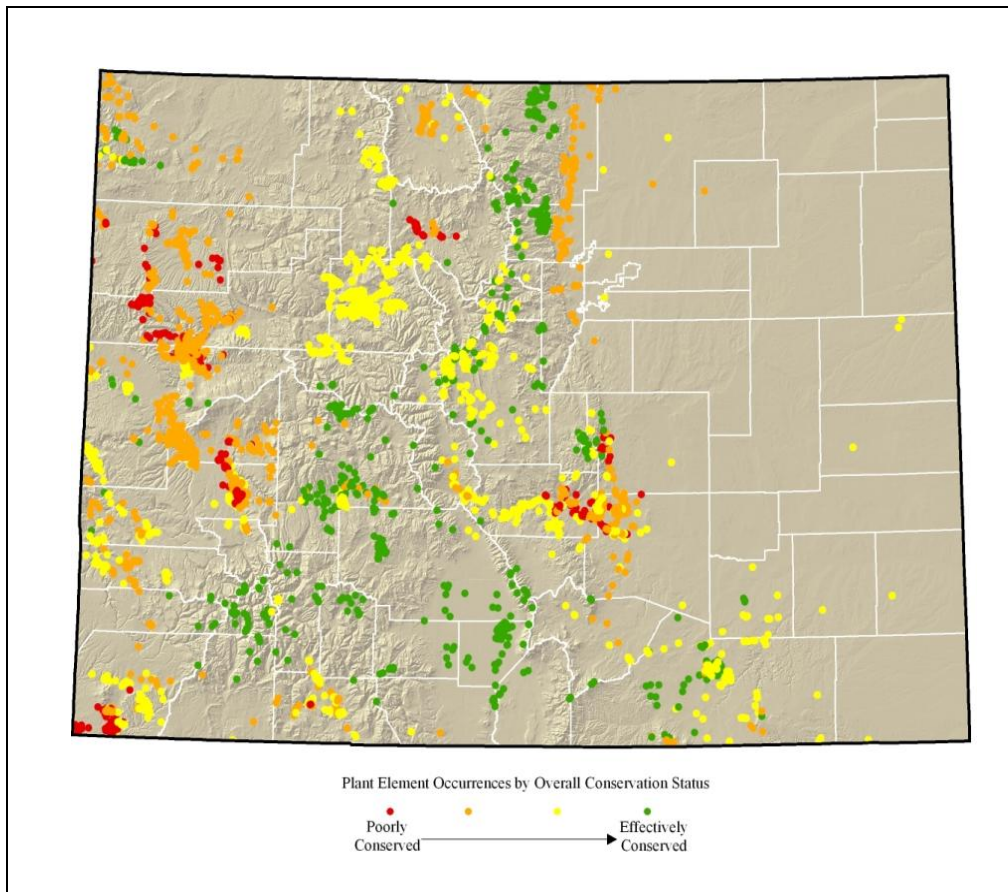 Plant Element Occurrences by Overall Conservation Status
Poorly Effectively
Conserved Conserved